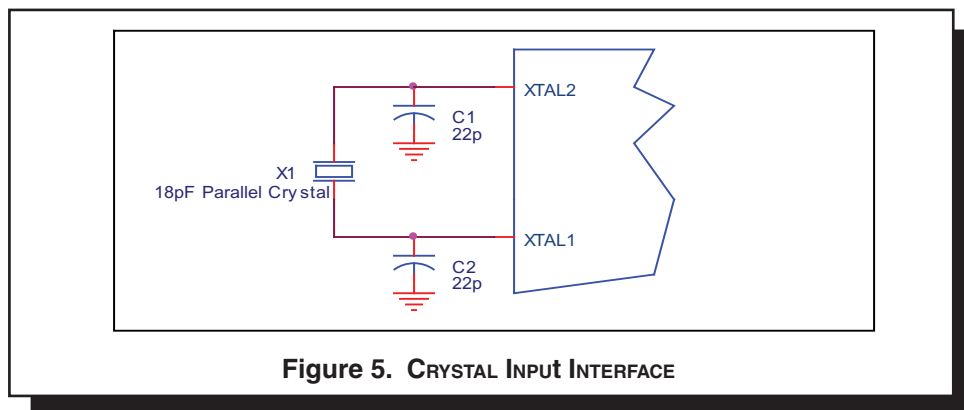 XTAL2
C1
22p
X1
18pF Parallel Crystal
XTAL1
C2
22p
Figure 5. CRYSTAL INPUt INTERFACE